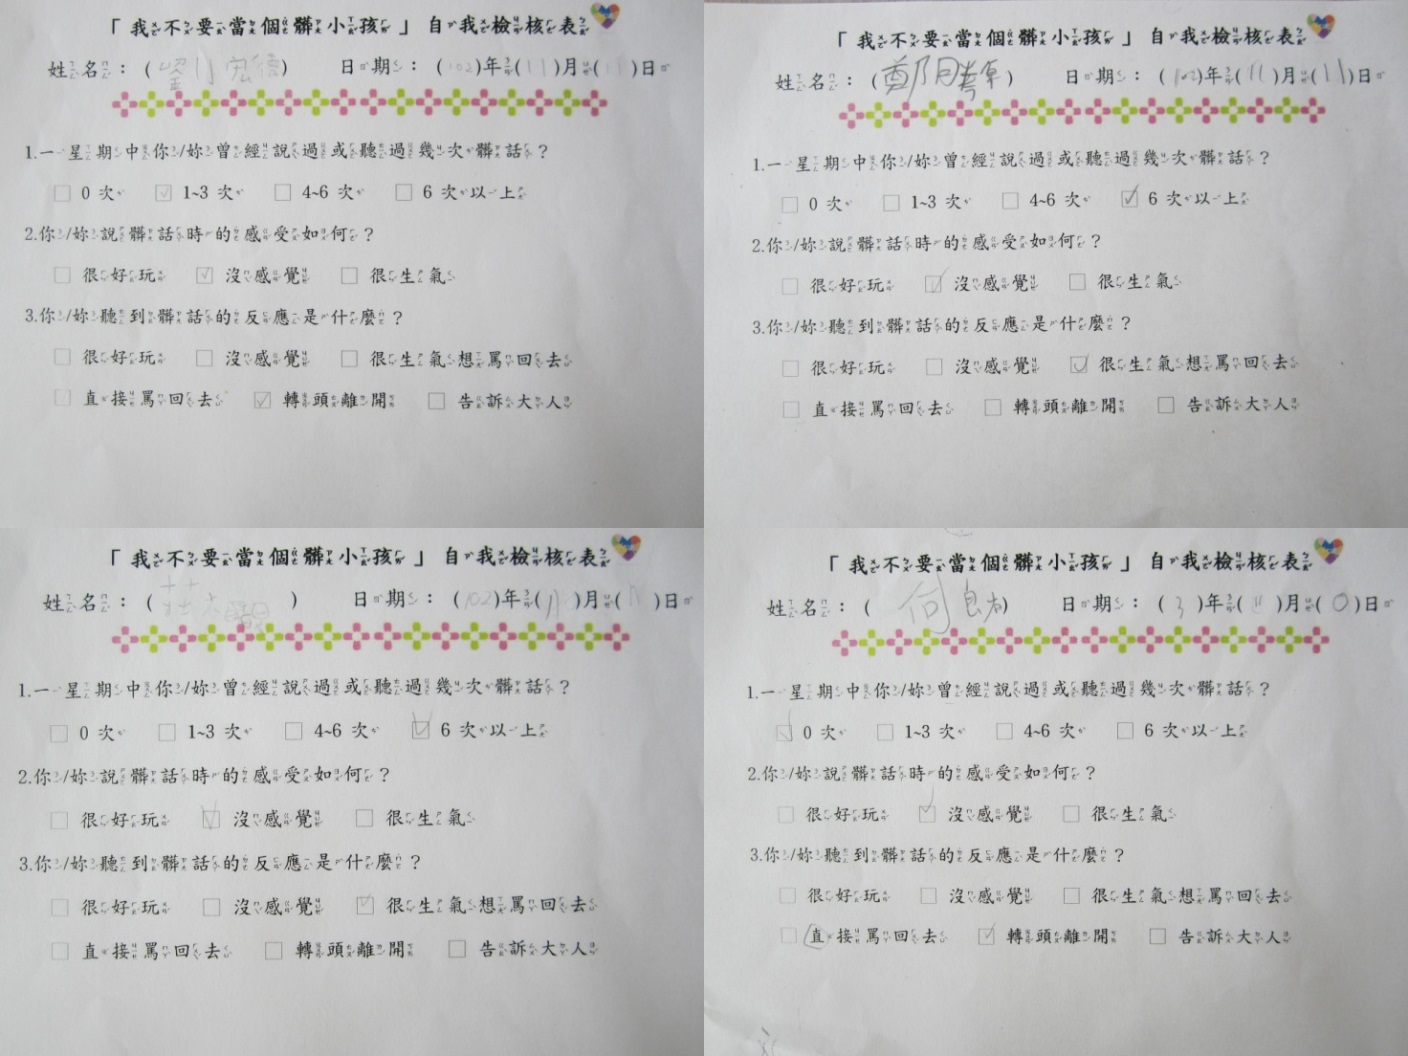 「我不要當個髒小孩」自我檢核表
姓名：( 宏德) 日期：(102)年(11)月(11)日
1.一星期中你/妳曾經說過或聽過幾次髒話？
□ 0 次 ☑ 1~3 次 □ 4~6 次 □ 6 次以上
2.你/妳說髒話時的感受如何？
□ 很好玩 ☑ 沒感覺 □ 很生氣
3.你/妳聽到髒話的反應是什麼？
□ 很好玩 □ 沒感覺 □ 很生氣想罵回去
□ 直接罵回去 ☑ 轉頭離開 □ 告訴大人
「我不要當個髒小孩」自我檢核表
姓名：(鄭 ) 日期：(102)年(11)月(11)日
1.一星期中你/妳曾經說過或聽過幾次髒話？
□ 0 次 □ 1~3 次 □ 4~6 次 ☑ 6 次以上
2.你/妳說髒話時的感受如何？
□ 很好玩 ☑ 沒感覺 □ 很生氣
3.你/妳聽到髒話的反應是什麼？
□ 很好玩 □ 沒感覺 ☑ 很生氣想罵回去
□ 直接罵回去 □ 轉頭離開 □ 告訴大人
「我不要當個髒小孩」自我檢核表
姓名：( ) 日期：(102)年(11)月(11)日
1.一星期中你/妳曾經說過或聽過幾次髒話？
□ 0 次 □ 1~3 次 □ 4~6 次 ☑ 6 次以上
2.你/妳說髒話時的感受如何？
□ 很好玩 ☑ 沒感覺 □ 很生氣
3.你/妳聽到髒話的反應是什麼？
□ 很好玩 □ 沒感覺 ☑ 很生氣想罵回去
□ 直接罵回去 □ 轉頭離開 □ 告訴大人
「我不要當個髒小孩」自我檢核表
姓名：( 何 ) 日期：(3)年(11)月(0)日
1.一星期中你/妳曾經說過或聽過幾次髒話？
☑ 0 次 □ 1~3 次 □ 4~6 次 □ 6 次以上
2.你/妳說髒話時的感受如何？
□ 很好玩 ☑ 沒感覺 □ 很生氣
3.你/妳聽到髒話的反應是什麼？
□ 很好玩 □ 沒感覺 □ 很生氣想罵回去
□ 直接罵回去 ☑ 轉頭離開 □ 告訴大人